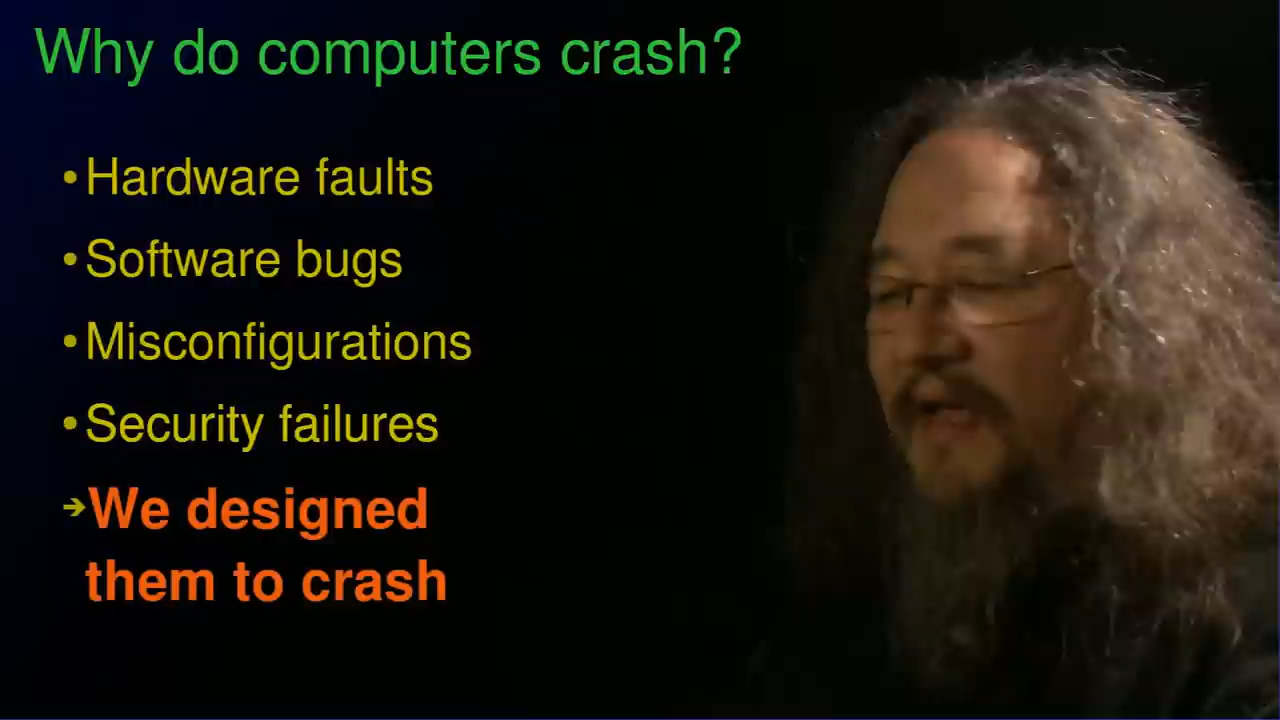 Why do computers crash?
•Hardware faults
•Software bugs
•Misconfigurations
•Security failures
➔We designed
them to crash